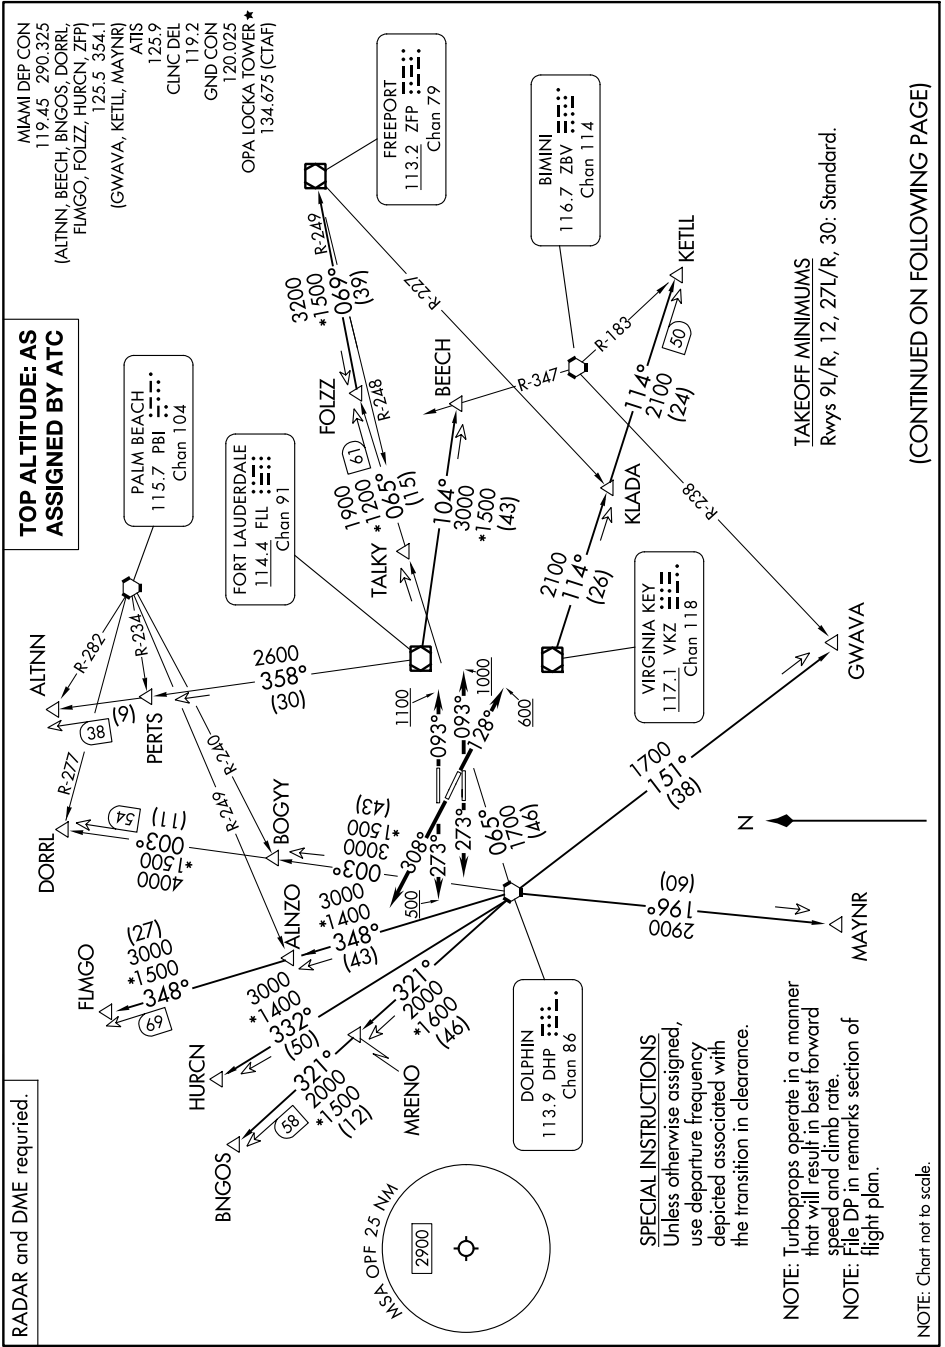 RADAR and DME requried.
TOP ALTITUDE: AS
ASSIGNED BY ATC
MIAMI DEP CON
119.45 290.325
(ALTNN, BEECH, BNGOS, DORRL,
FLMGO, FOLZZ, HURCN, ZFP)
125.5 354.1
(GWAVA, KETLL, MAYNR)
ATIS
125.9
CLNC DEL
119.2
GND CON
120.025
OPA LOCKA TOWER★
134.675 (CTAF)
PALM BEACH
115.7 PBI
Chan 104
FORT LAUDERDALE
114.4 FLL
Chan 91
FREEPORT
113.2 ZFP
Chan 79
BIMINI
116.7 ZBV
Chan 114
VIRGINIA KEY
117.1 VKZ
Chan 118
DOLPHIN
113.9 DHP
Chan 86
ALTNN
R-282
38
(9)
PERTS
R-234
2600
358°
(30)
DORRL
R-277
54
4000
*1500
003°
(11)
BOGYY
R-240
003°
3000
*1500
(43)
R-249
ALNZO
3000
*1400
348°
(43)
FLMGO
(27)
3000
*1500
348°
69
HURCN
3000
*1400
332°
(50)
BNGOS
58
321°
2000
*1500
(12)
MRENO
321°
2000
*1600
(46)
FOLZZ
3200
*1500
069°
(39)
R-249
R-248
61
1900
*1200
065°
(15)
TALKY
BEECH
104°
3000
*1500
(43)
R-347
R-227
R-183
KETLL
50
114°
2100
(24)
KLADA
2100
114°
(26)
R-238
GWAVA
1700
151°
(38)
065°
1700
(46)
1100
093°
093°
1000
128°
600
308°
273°
273°
500
N
MAYNR
2900
196°
(60)
MSA OPF 25 NM
2900
SPECIAL INSTRUCTIONS
Unless otherwise assigned,
use departure frequency
depicted associated with
the transition in clearance.
TAKEOFF MINIMUMS
Rwys 9L/R, 12, 27L/R, 30: Standard.
NOTE: Turboprops operate in a manner
that will result in best forward
speed and climb rate.
NOTE: File DP in remarks section of
flight plan.
NOTE: Chart not to scale.
(CONTINUED ON FOLLOWING PAGE)